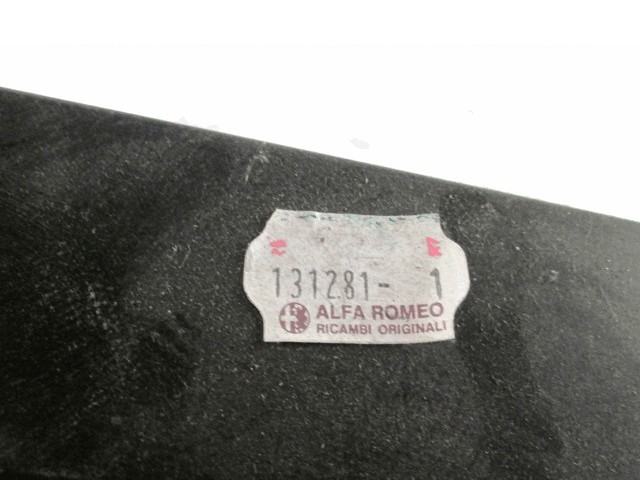 131281- 1
ALFA ROMEO
RICAMBI ORIGINALI